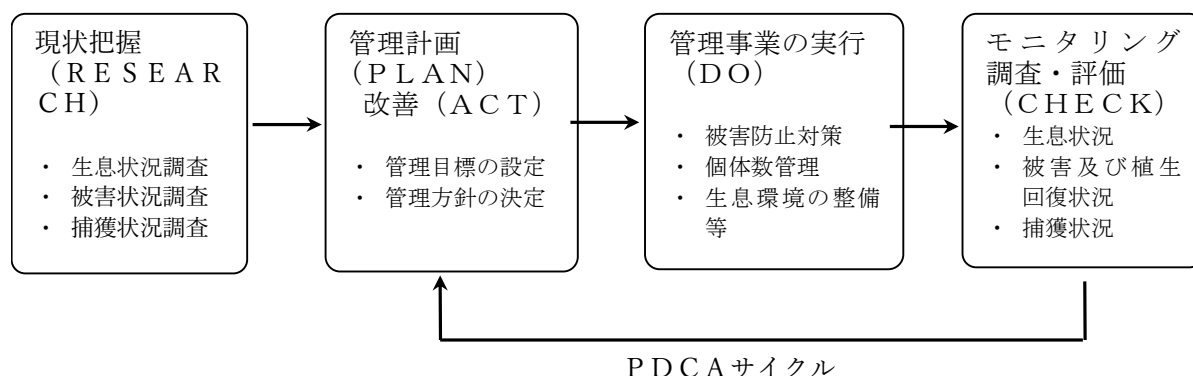 現状把握
（ＲＥＳＥＡＲ
ＣＨ）
・ 生息状況調査
・ 被害状況調査
・ 捕獲状況調査
管理計画
（ＰＬＡＮ）
改善（ＡＣＴ）
・ 管理目標の設定
・ 管理方針の決定
管理事業の実行
（ＤＯ）
・ 被害防止対策
・ 個体数管理
・ 生息環境の整備
等
モニタリング
調査・評価
（ＣＨＥＣＫ）
・ 生息状況
・ 被害及び植生
回復状況
・ 捕獲状況
ＰＤＣＡサイクル